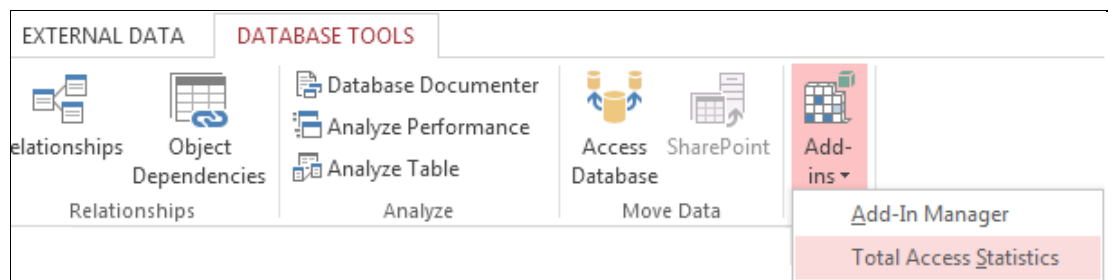 EXTERNAL DATA
DATABASE TOOLS
elationships
Object
Dependencies
Relationships
Database Documenter
Analyze Performance
Analyze Table
Analyze
Access
Database
SharePoint
Move Data
Add-
ins
Add-In Manager
Total Access Statistics